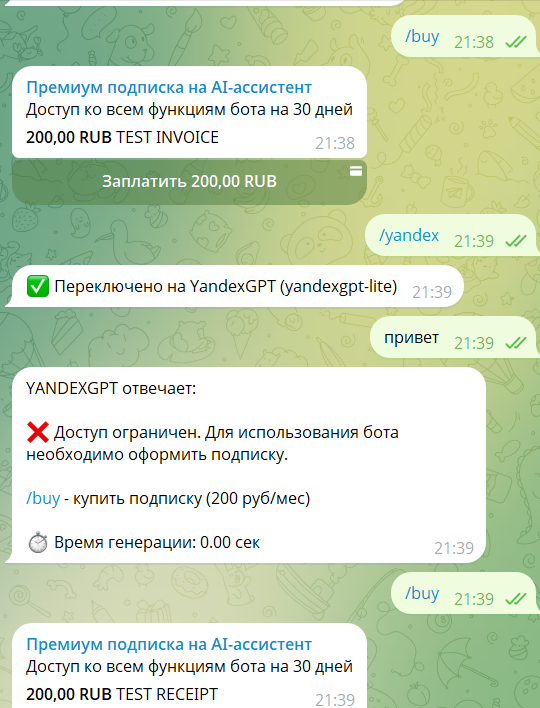 /buy 21:38
Премиум подписка на AI-ассистент
Доступ ко всем функциям бота на 30 дней
200,00 RUB TEST INVOICE 21:38
Заплатить 200,00 RUB
/yandex 21:39
✅ Переключено на YandexGPT (yandexgpt-lite) 21:39
привет 21:39
YANDEXGPT отвечает:
❌ Доступ ограничен. Для использования бота
необходимо оформить подписку.
/buy - купить подписку (200 руб/мес)
⏱ Время генерации: 0.00 сек 21:39
/buy 21:39
Премиум подписка на AI-ассистент
Доступ ко всем функциям бота на 30 дней
200,00 RUB TEST RECEIPT 21:39